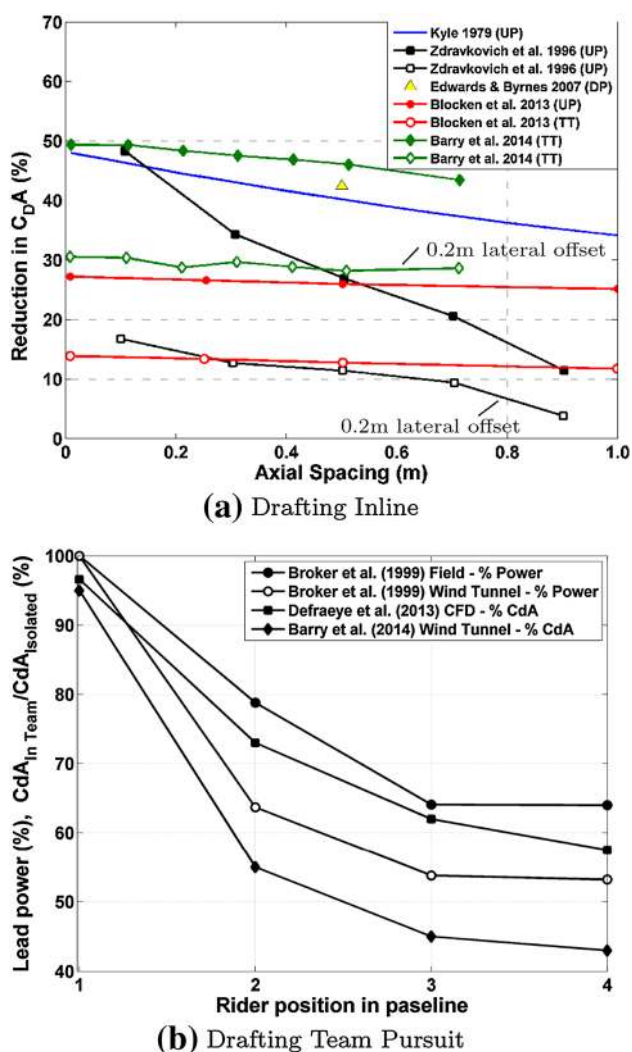 Reduction in CDA (%)
80
70
60
50
40
30
20
10
0
Kyle 1979 (UP)
Zdravkovich et al. 1996 (UP)
Zdravkovich et al. 1996 (UP)
Edwards & Byrnes 2007 (DP)
Blocken et al. 2013 (UP)
Blocken et al. 2013 (TT)
Barry et al. 2014 (TT)
Barry et al. 2014 (TT)
0.2m lateral offset
0.2m lateral offset
0 0.2 0.4 0.6 0.8 1.0
Axial Spacing (m)
(a) Drafting Inline
Lead power (%), CdAIn Team/CdAIsolated (%)
100
90
80
70
60
50
40
Broker et al. (1999) Field - % Power
Broker et al. (1999) Wind Tunnel - % Power
Defraeye et al. (2013) CFD - % CdA
Barry et al. (2014) Wind Tunnel - % CdA
1 2 3 4
Rider position in paseline
(b) Drafting Team Pursuit